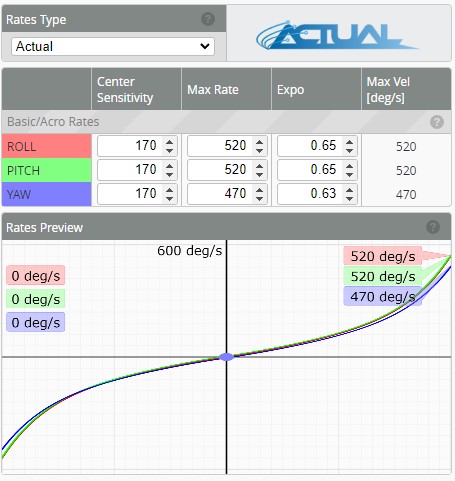 Rates Type
Actual
ACTUAL
Center Sensitivity Max Rate Expo Max Vel [deg/s]
Basic/Acro Rates
ROLL 170 520 0.65 520
PITCH 170 520 0.65 520
YAW 170 470 0.63 470
Rates Preview
600 deg/s
520 deg/s
0 deg/s
520 deg/s
0 deg/s
470 deg/s
0 deg/s